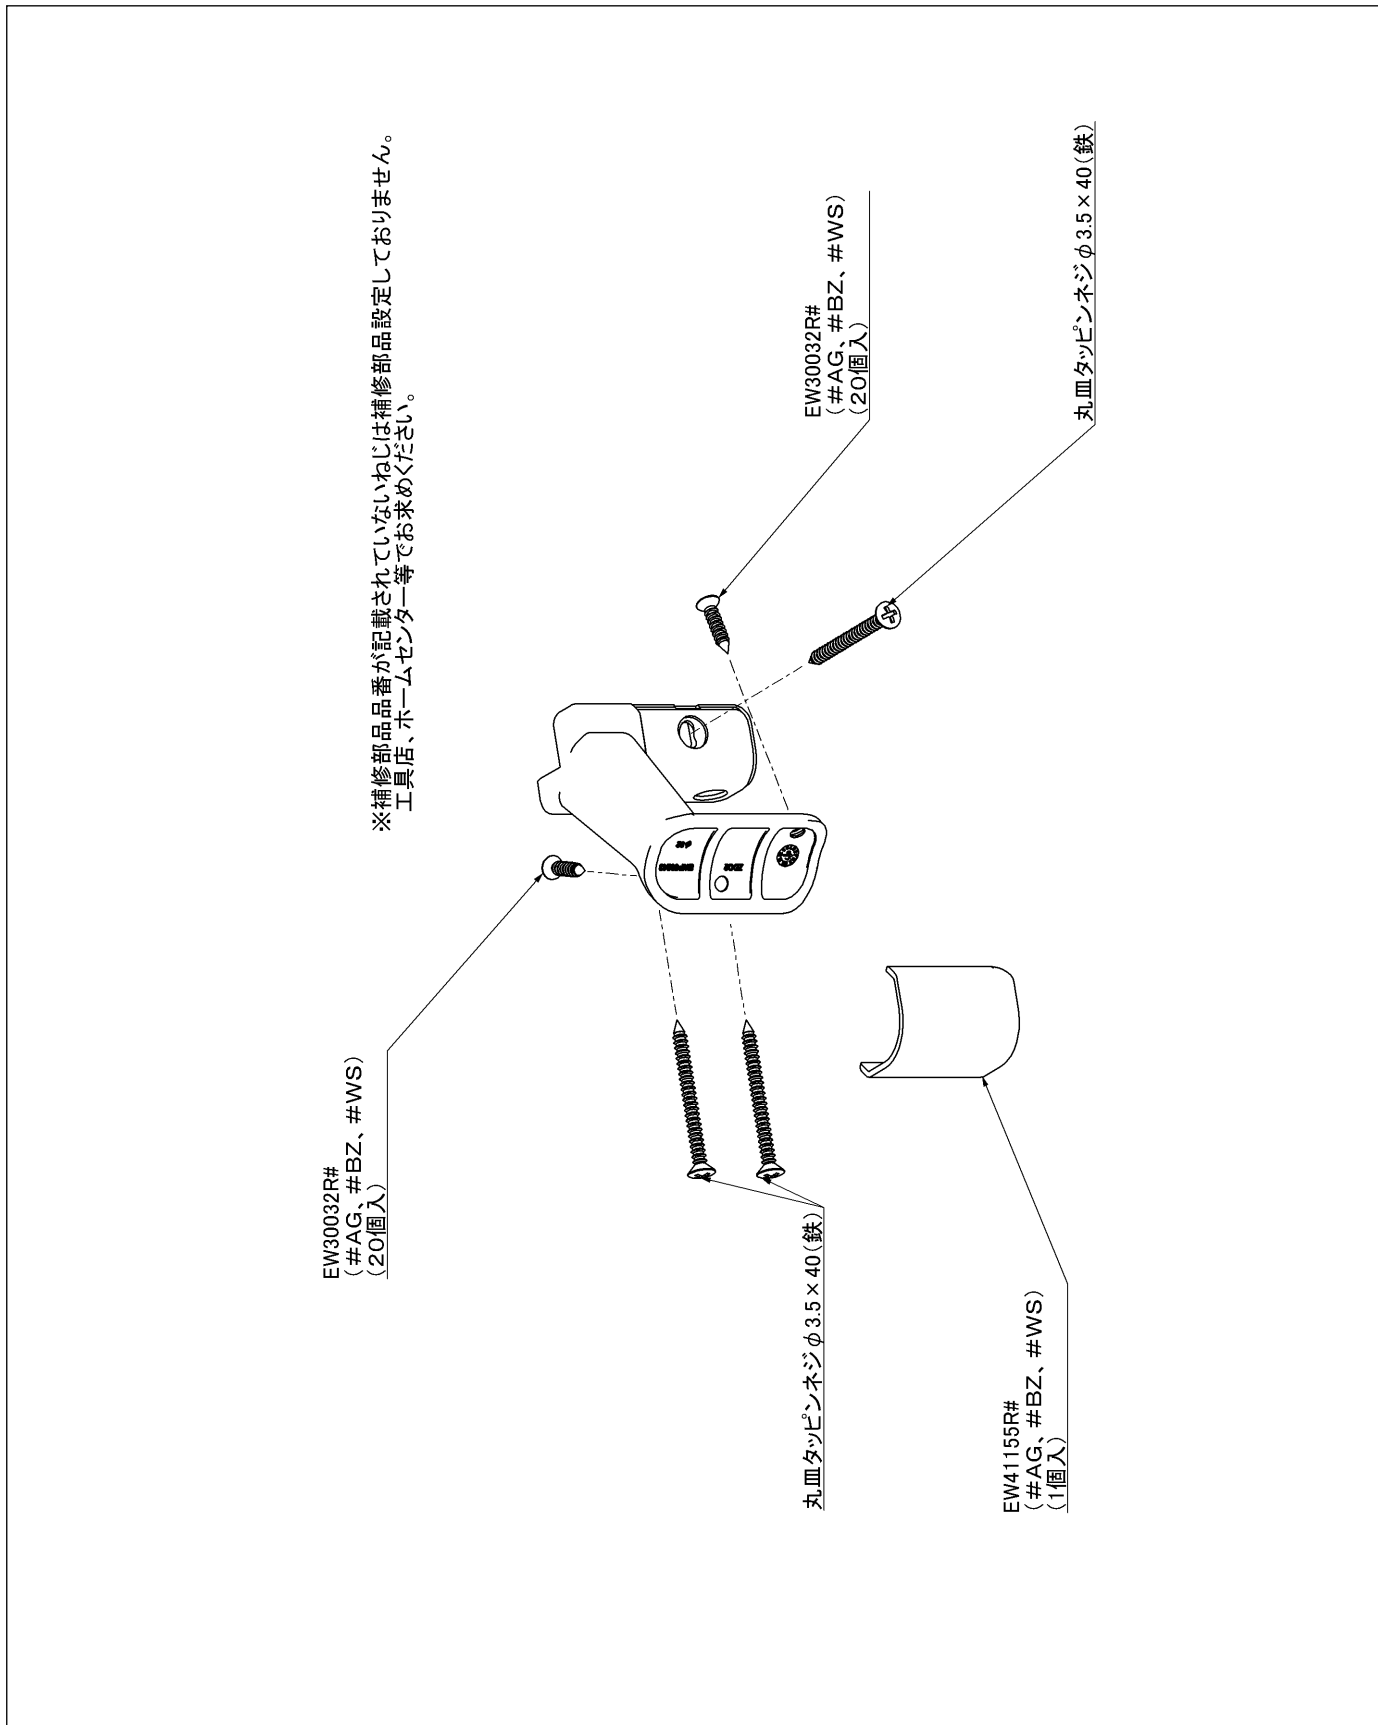 ※補修部品品番が記載されていないねじは補修部品設定しておりません。
工具店、ホームセンター等でお求めください。
EW30032R#
(#AG、#BZ、#WS)
(20個入)
EW30032R#
(#AG、#BZ、#WS)
(20個入)
丸皿タッピンネジφ3.5×40(鉄)
丸皿タッピンネジφ3.5×40(鉄)
EW41155R#
(#AG、#BZ、#WS)
(1個入)